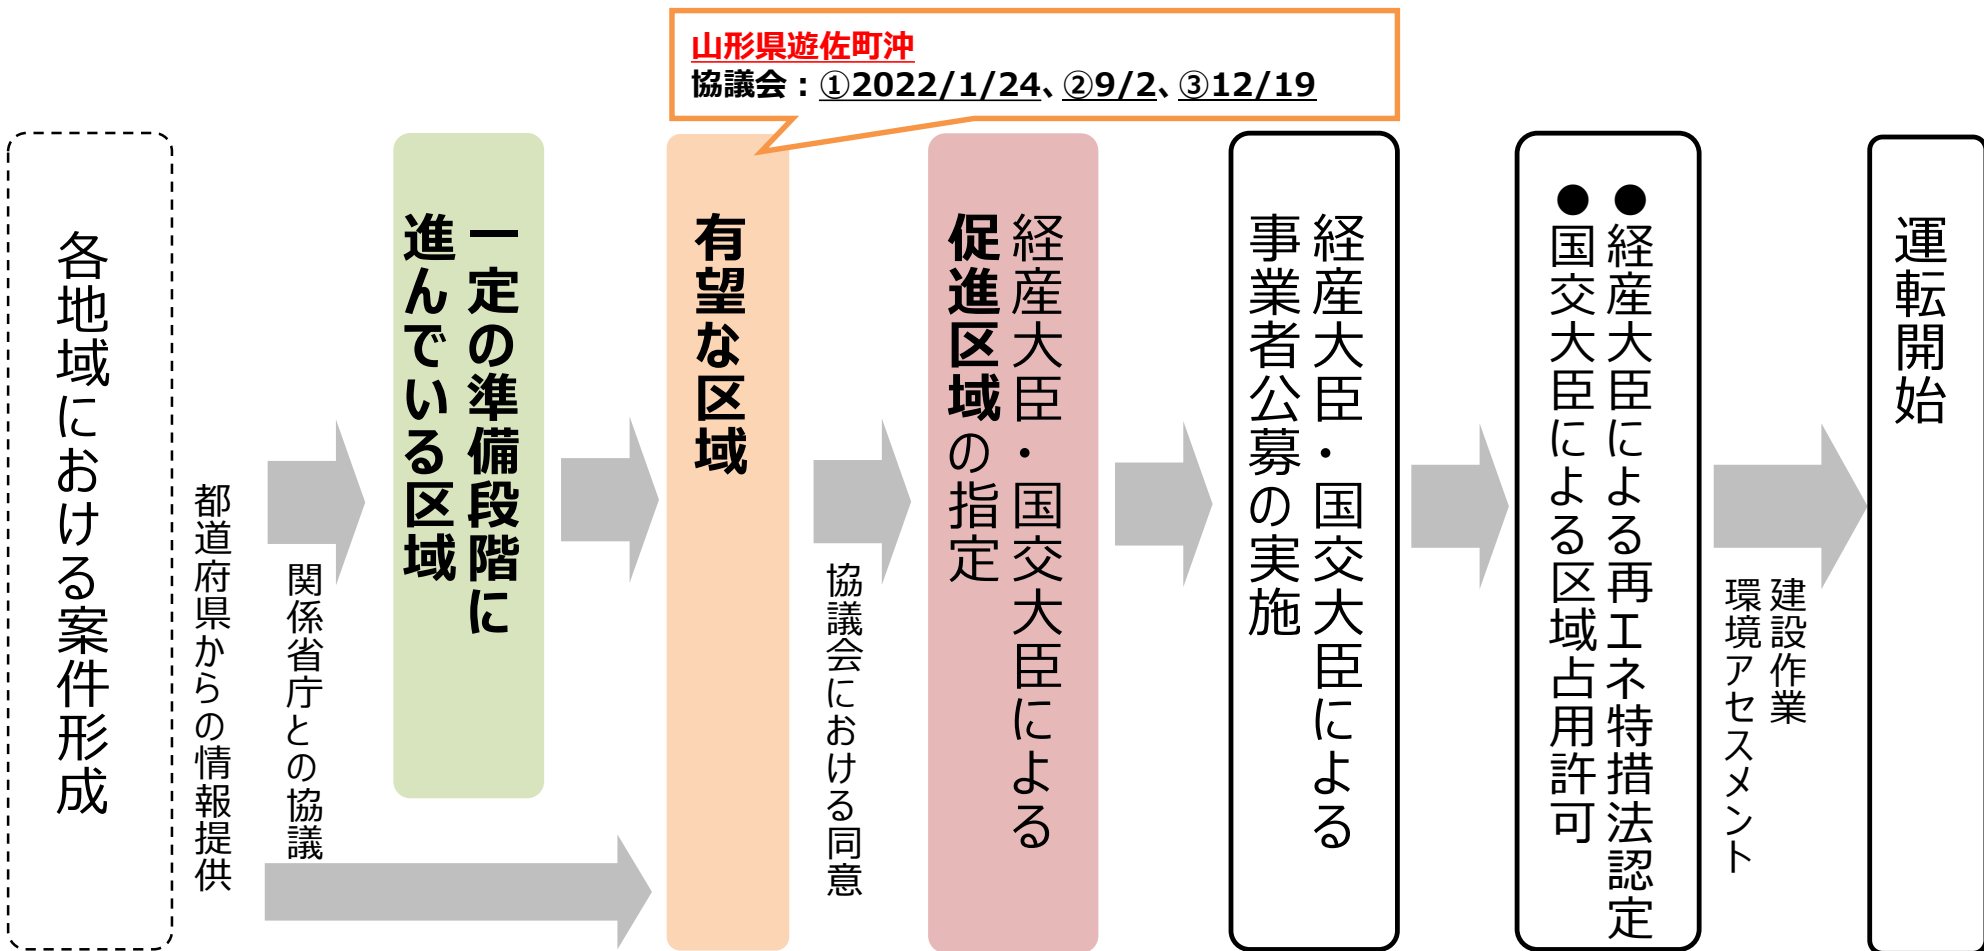 山形県遊佐町沖
協議会：①2022/1/24、②9/2、③12/19
各地域における案件形成
都道府県からの情報提供
関係省庁との協議
一定の準備段階に
進んでいる区域
有望な区域
協議会における同意
経産大臣・国交大臣による
促進区域の指定
経産大臣・国交大臣による
事業者公募の実施
●経産大臣による再エネ特措法認定
●国交大臣による区域占用許可
建設作業
環境アセスメント
運転開始